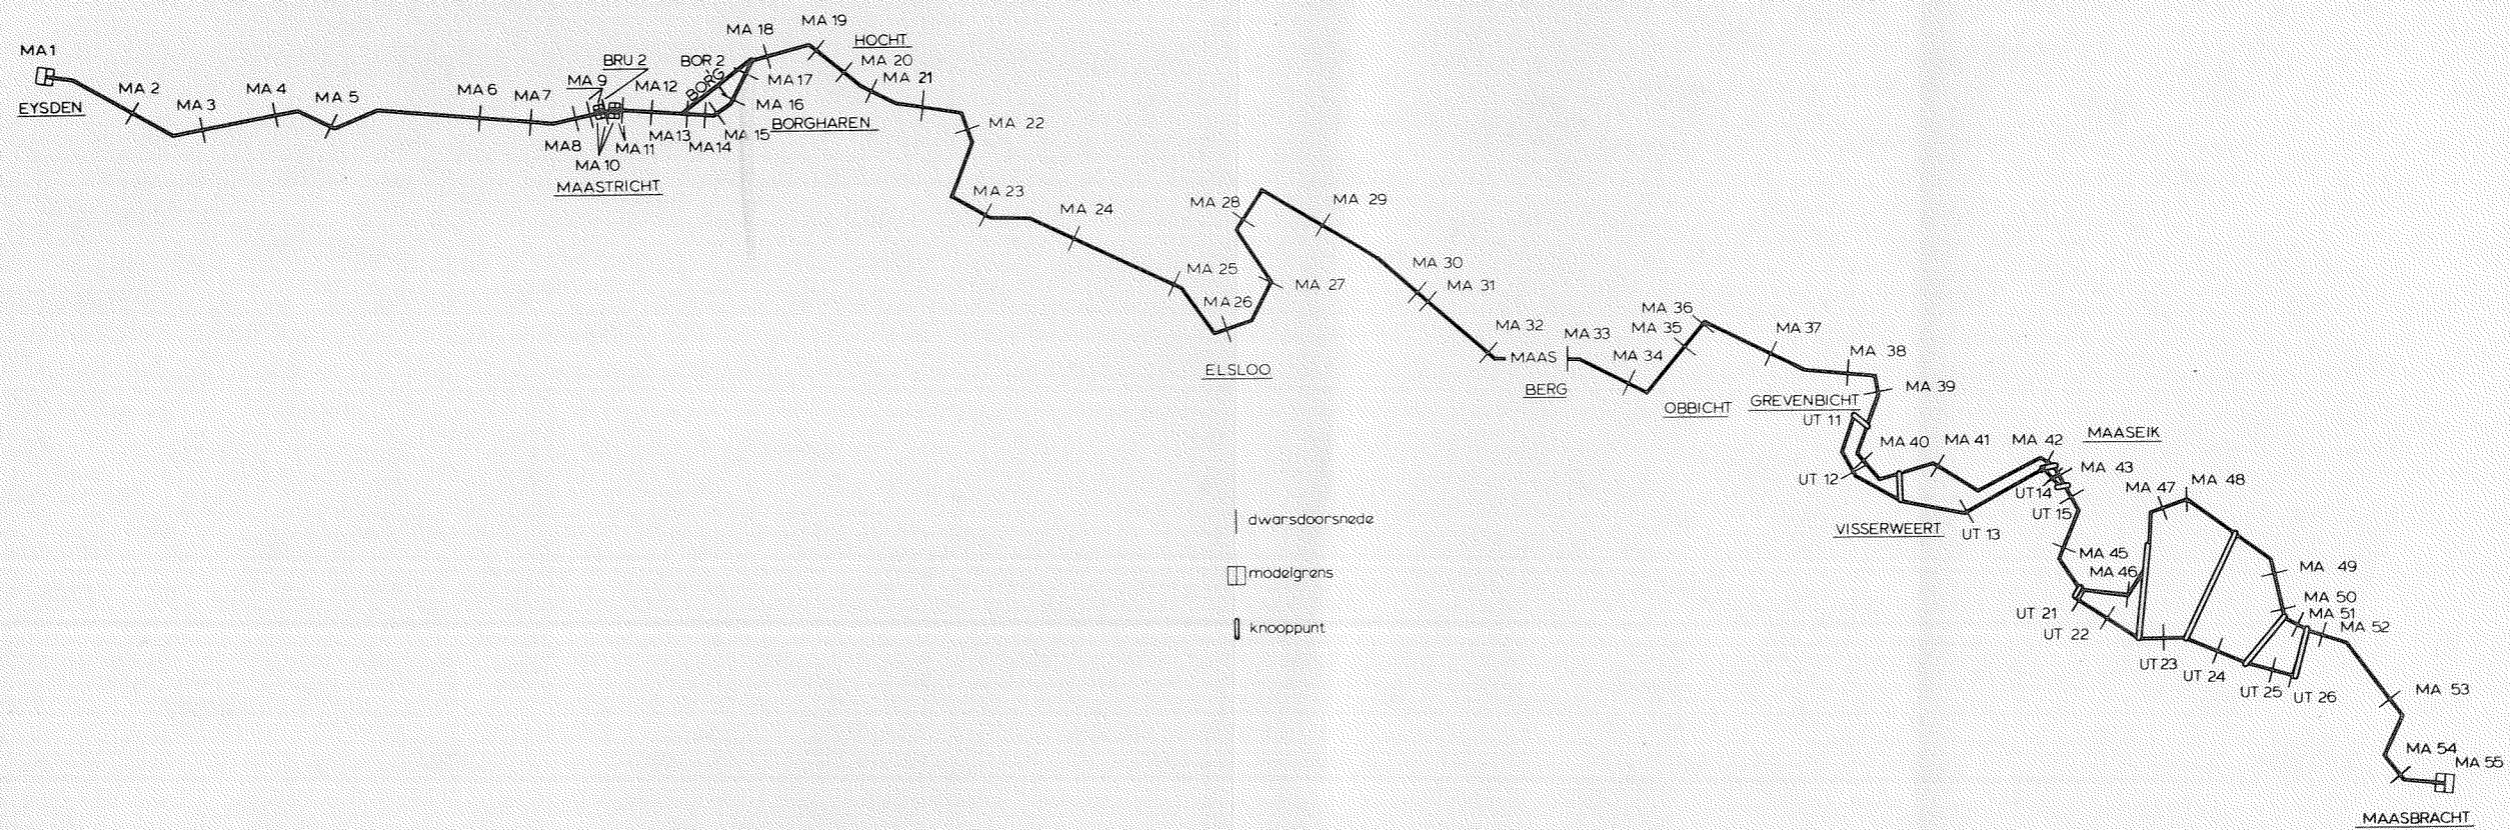 MA 1
EYSDEN
MA 2
MA 3
MA 4
MA 5
MA 6
MA 7
MA 8
MA 9
BRU 2
MA 10
MA 11
MAASTRICHT
MA 12
MA 13
MA 14
MA 15
BOR 2
BORG
MA 16
BORGHAREN
MA 17
MA 18
MA 19
HOCHT
MA 20
MA 21
MA 22
MA 23
MA 24
MA 25
MA 26
ELSLOO
MA 27
MA 28
MA 29
MA 30
MA 31
MA 32
MAAS
MA 33
BERG
MA 34
MA 35
MA 36
OBBICHT
MA 37
MA 38
MA 39
GREVENBICHT
UT 11
MA 40
UT 12
MA 41
VISSERWEERT
UT 13
MA 42
MAASEIK
MA 43
UT 14
UT 15
MA 45
MA 46
UT 21
UT 22
MA 47
MA 48
UT 23
UT 24
MA 49
MA 50
MA 51
MA 52
UT 25
UT 26
MA 53
MA 54
MA 55
MAASBRACHT
dwarsdoorsnede
modelgrens
knooppunt